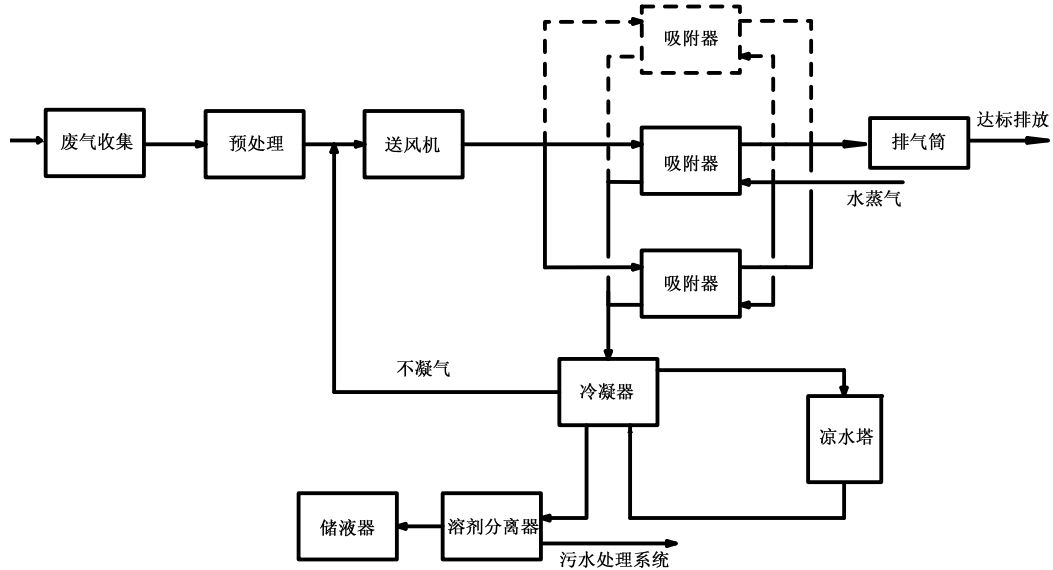 吸附器
废气收集
预处理
送风机
吸附器
排气筒
达标排放
水蒸气
吸附器
不凝气
冷凝器
凉水塔
储液器
溶剂分离器
污水处理系统